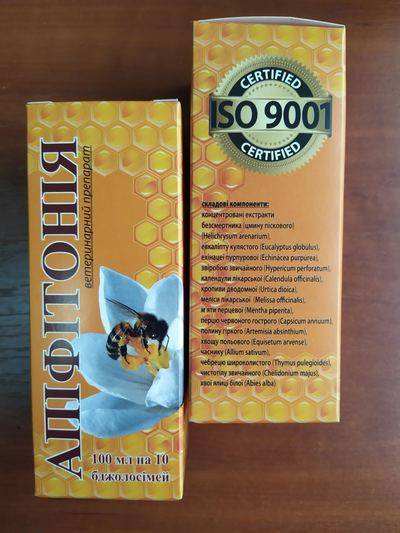 АПІФІТОНІЯ
ветеринарний препарат
100 мл на 10
бджолосімей
CERTIFIED
ISO 9001
CERTIFIED
складові компоненти:
концентровані екстракти
безсмертника (цмину піскового)
(Helichrysum arenarium),
евкаліпту кулястого (Eucalyptus globulus),
ехінацеї пурпурової (Echinacea purpurea),
звіробою звичайного (Hypericum perforatum),
календули лікарської (Calendula officinalis),
кропиви дводомної (Urtica dioica),
меліси лікарської (Melissa officinalis),
м'яти перцевої (Mentha piperita),
перцю червоного гострого (Capsicum annuum),
полину гіркого (Artemisia absinthium),
хвощу польового (Equisetum arvense),
часнику (Allium sativum),
чебрецю широколистого (Thymus pulegioides),
чистотілу звичайного (Chelidonium majus),
хвої ялиці білої (Abies alba)